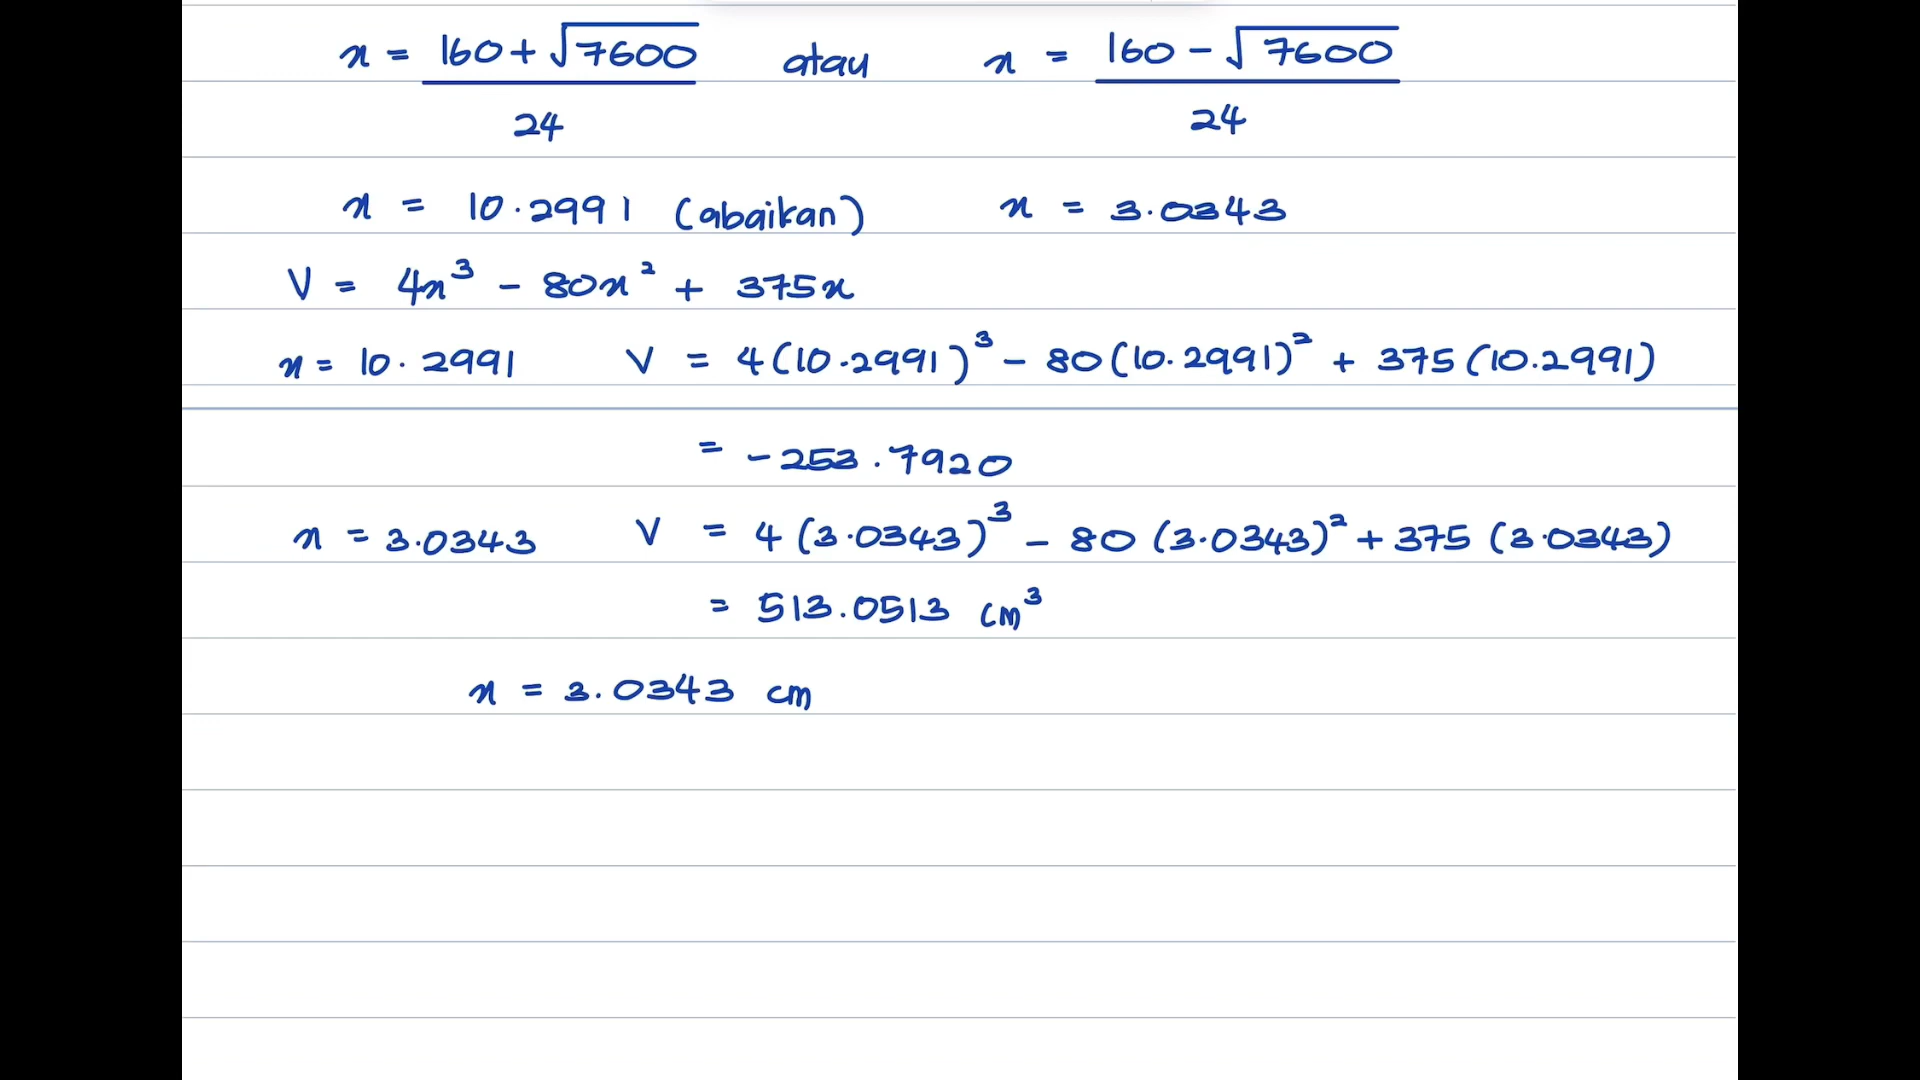 x = 160 + √7600 / 24 atau x = 160 - √7600 / 24
x = 10.2991 (abaikan) x = 3.0343
V = 4x³ - 80x² + 375x
x = 10.2991 V = 4(10.2991)³ - 80(10.2991)² + 375(10.2991)
= -253.7920
x = 3.0343 V = 4(3.0343)³ - 80(3.0343)² + 375(3.0343)
= 513.0513 cm³
x = 3.0343 cm